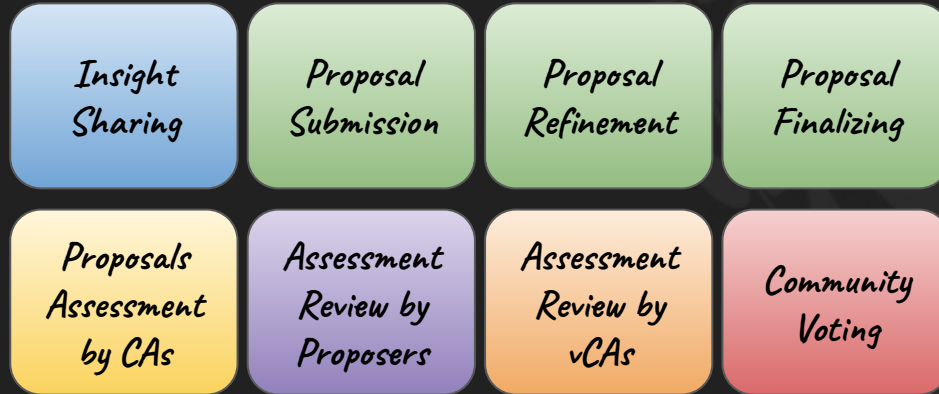 Insight
Sharing
Proposal
Submission
Proposal
Refinement
Proposal
Finalizing
Proposals
Assessment
by CAs
Assessment
Review by
Proposers
Assessment
Review by
vCAs
Community
Voting